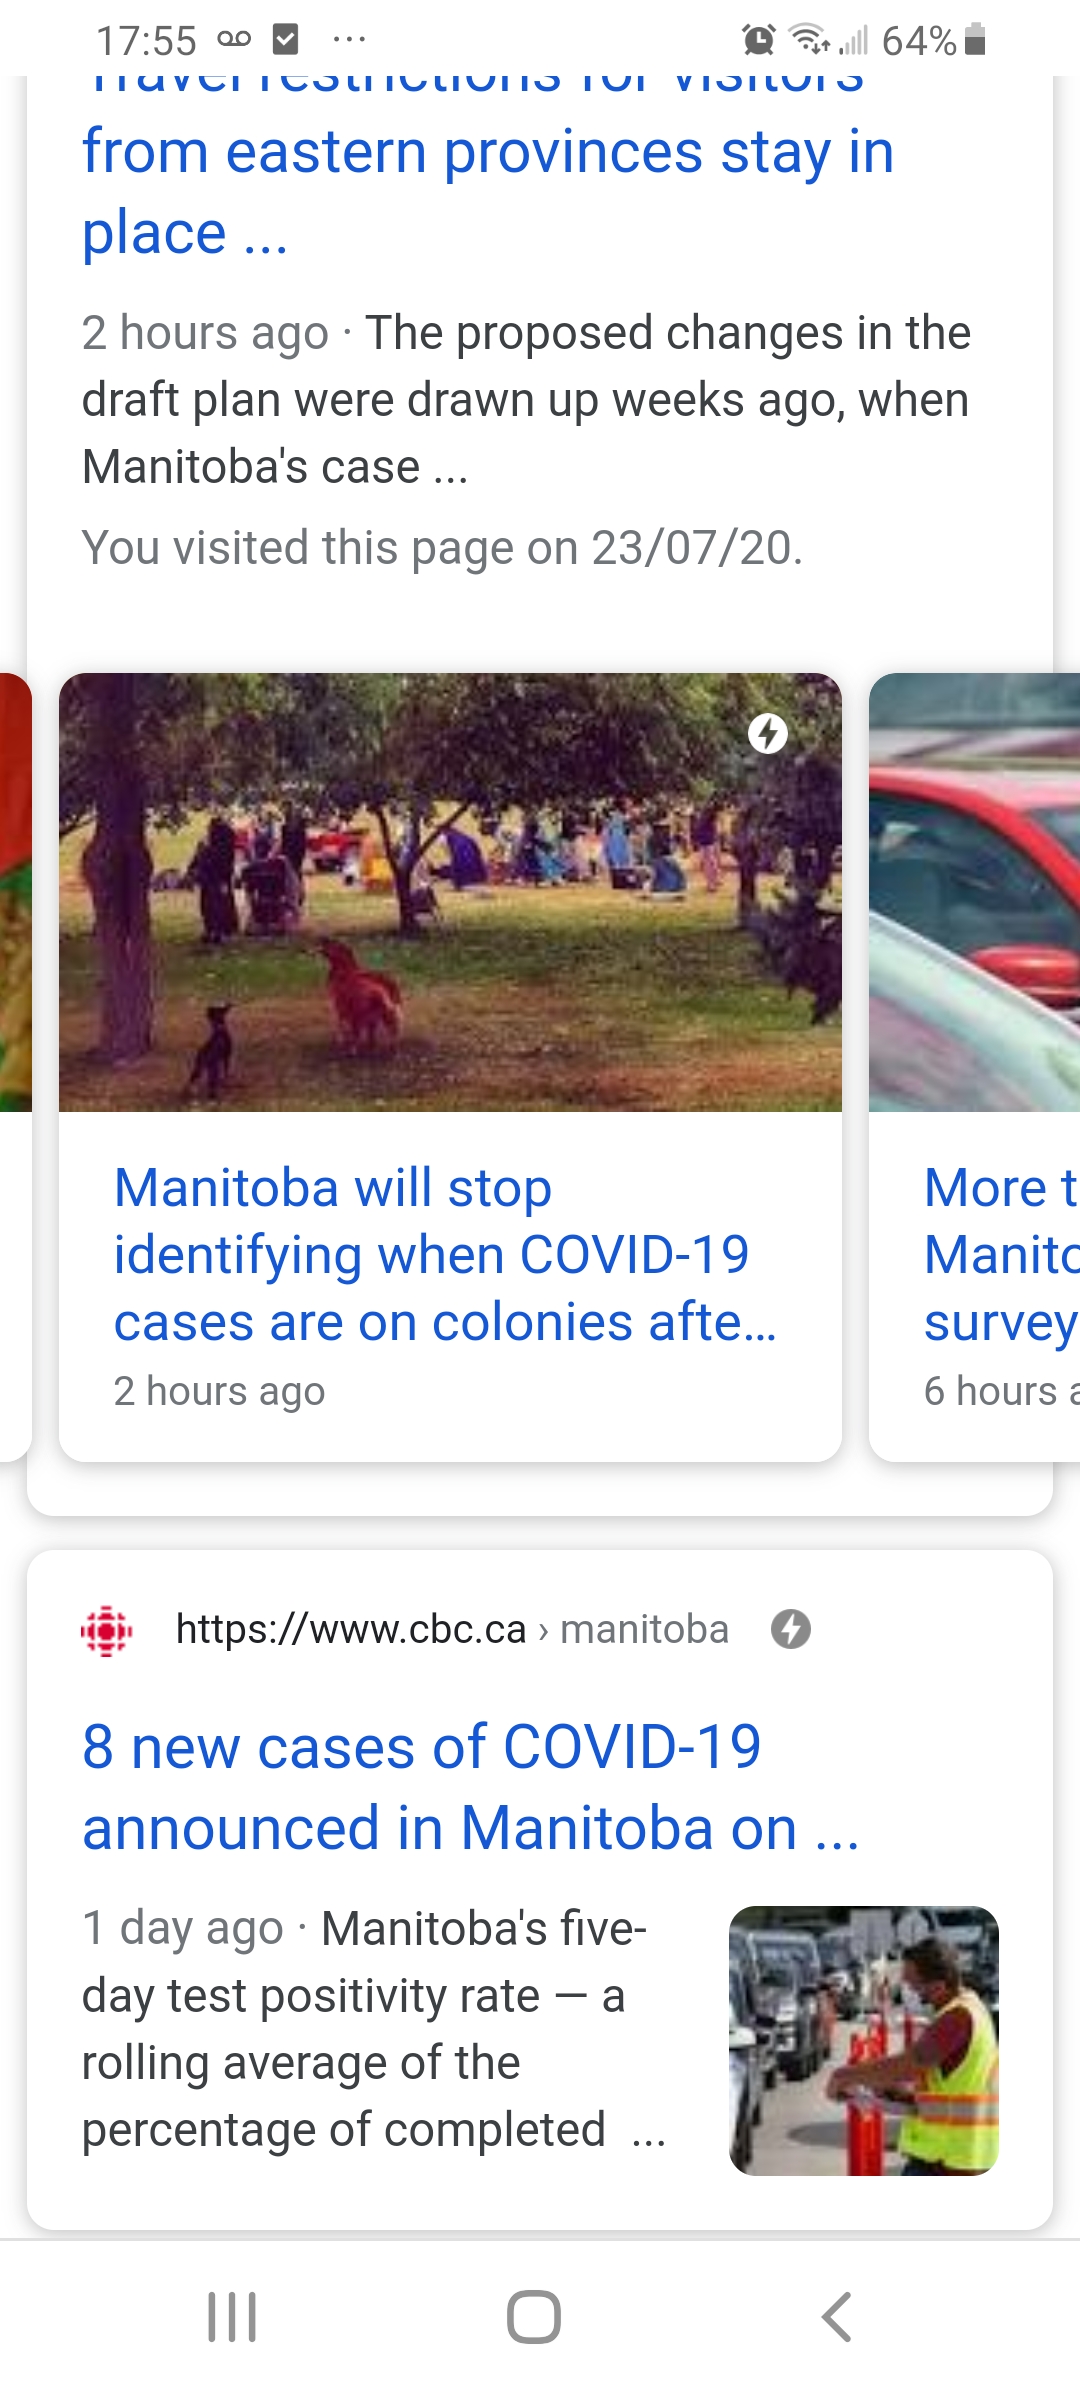 17:55 ... 64%
Travel restrictions for visitors
from eastern provinces stay in
place ...
2 hours ago · The proposed changes in the
draft plan were drawn up weeks ago, when
Manitoba's case ...
You visited this page on 23/07/20.
Manitoba will stop
identifying when COVID-19
cases are on colonies afte...
2 hours ago
More t
Manito
survey
6 hours a
https://www.cbc.ca › manitoba
8 new cases of COVID-19
announced in Manitoba on ...
1 day ago · Manitoba's five-
day test positivity rate — a
rolling average of the
percentage of completed ...